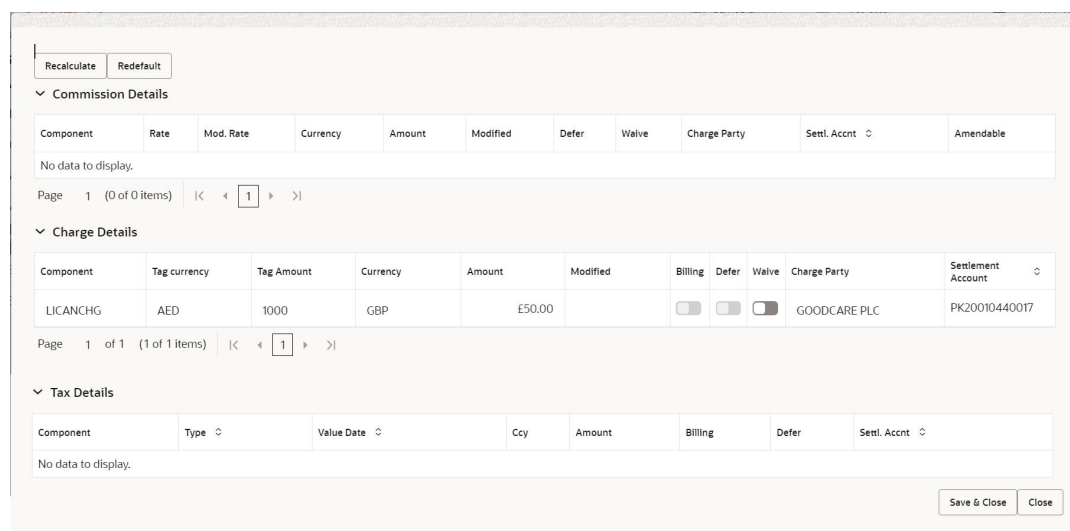 Recalculate Redefault
Commission Details
Component Rate Mod. Rate Currency Amount Modified Defer Waive Charge Party Settl. Accnt Amendable
No data to display.
Page 1 (0 of 0 items) 1
Charge Details
Component Tag currency Tag Amount Currency Amount Modified Billing Defer Waive Charge Party Settlement Account
LICANCHG AED 1000 GBP £50.00 GOODCARE PLC PK20010440017
Page 1 of 1 (1 of 1 items) 1
Tax Details
Component Type Value Date Ccy Amount Billing Defer Settl. Accnt
No data to display.
Save & Close Close